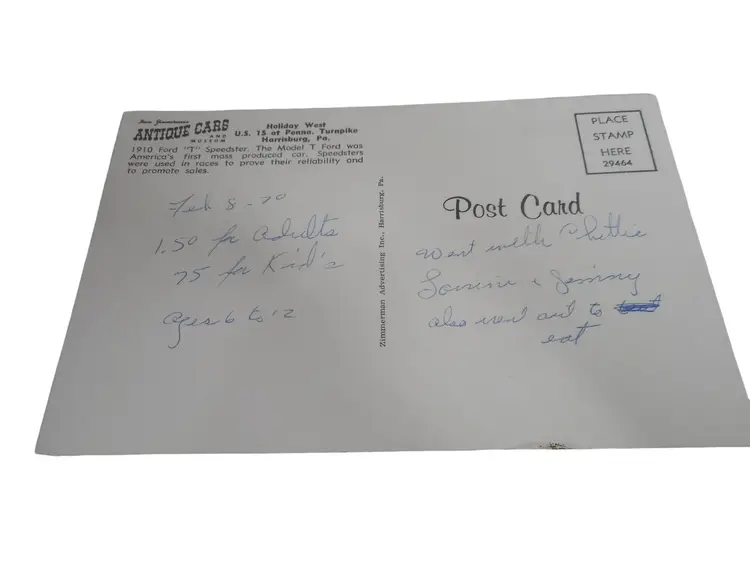 ANTIQUE CARS
AND
MUSEUM
Holiday West
U.S. 15 at Penna. Turnpike
Harrisburg, Pa.
1910 Ford "T" Speedster. The Model T Ford was
America's first mass produced car. Speedsters
were used in races to prove their reliability and
to promote sales.
Feb 8-70
1.50 for Adults
75 for Kid's
ages 6 to 12
Zimmerman Advertising Inc., Harrisburg, Pa.
PLACE
STAMP
HERE
29464
Post Card
Went with
& Jimmy
also went out to
eat